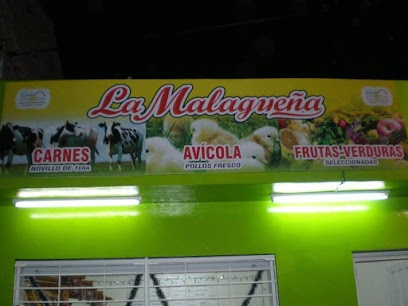 La Malagueña
CARNES
NOVILLO DE TERA
AVÍCOLA
POLLOS FRESCO
FRUTAS-VERDURAS
SELECCIONADAS